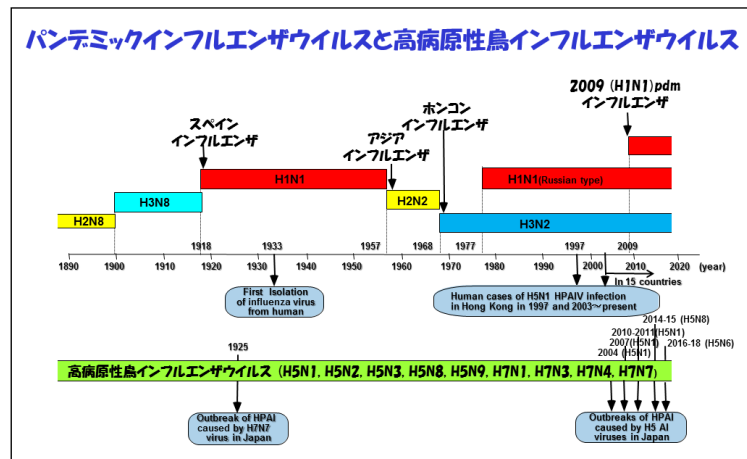 パンデミックインフルエンザウイルスと高病原性鳥インフルエンザウイルス
2009 (H1N1)pdm
インフルエンザ
ホンコン
インフルエンザ
スペイン
インフルエンザ
アジア
インフルエンザ
H1N1
H1N1(Russian type)
H3N8
H2N2
H2N8
H3N2
1918
1933
1957
1968
1977
1997
2009
1890
1900
1910
1920
1930
1940
1950
1960
1970
1980
1990
2000
2010
2020
(year)
In 15 countries
First Isolation
of influenza virus
from human
Human cases of H5N1 HPAIV infection
in Hong Kong in 1997 and 2003～present
2014-15 (H5N8)
2010-2011(H5N1)
2007(H5N1)
2016-18 (H5N6)
2004 (H5N1)
1925
高病原性鳥インフルエンザウイルス (H5N1, H5N2, H5N3, H5N8, H5N9, H7N1, H7N3, H7N4, H7N7)
Outbreak of HPAI
caused by H7N7
virus in Japan
Outbreaks of HPAI
caused by H5 AI
viruses in Japan